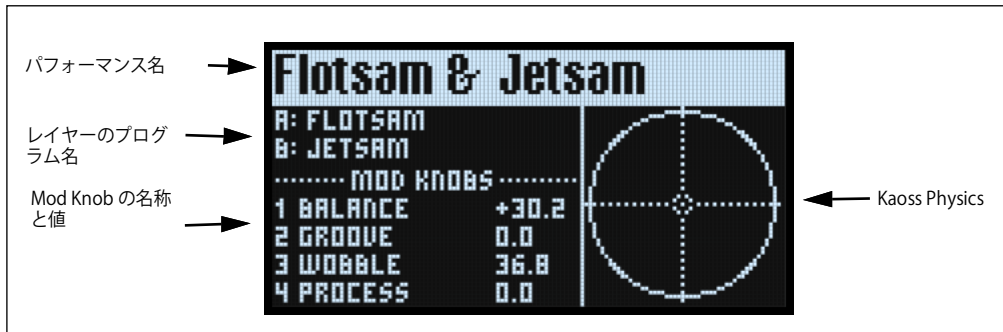 パフォーマンス名
レイヤーのプログ
ラム名
Mod Knob の名称
と値
Flotsam & Jetsam
A: FLOTSAM
B: JETSAM
MOD KNOBS
1 BALANCE +30.2
2 GROOVE 0.0
3 WOBBLE 36.8
4 PROCESS 0.0
Kaoss Physics